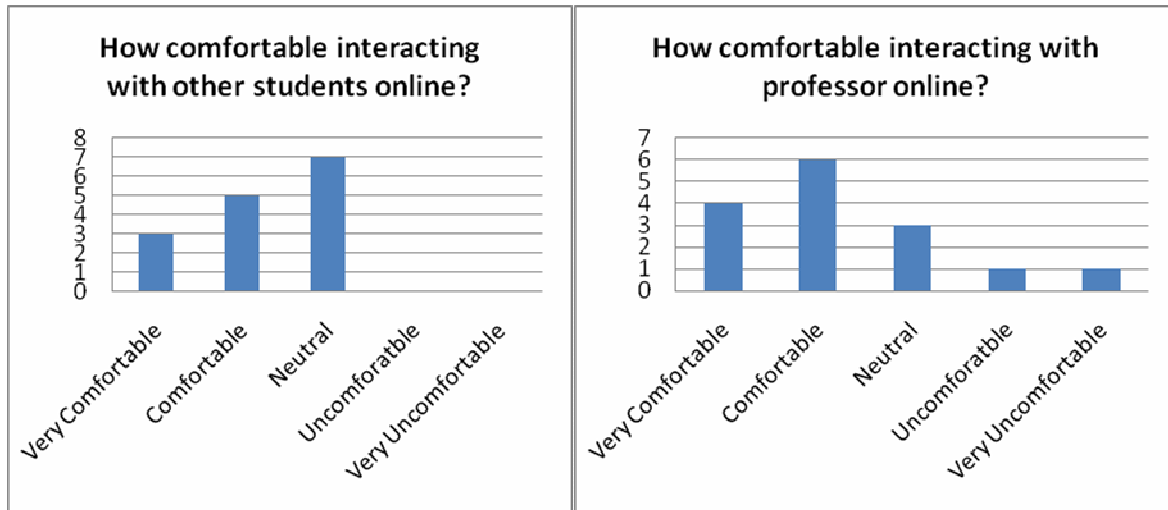 How comfortable interacting
with other students online?
8
7
6
5
4
3
2
1
0
Very Comfortable
Comfortable
Neutral
Uncomforatble
Very Uncomfortable
How comfortable interacting with
professor online?
7
6
5
4
3
2
1
0
Very Comfortable
Comfortable
Neutral
Uncomforatble
Very Uncomfortable